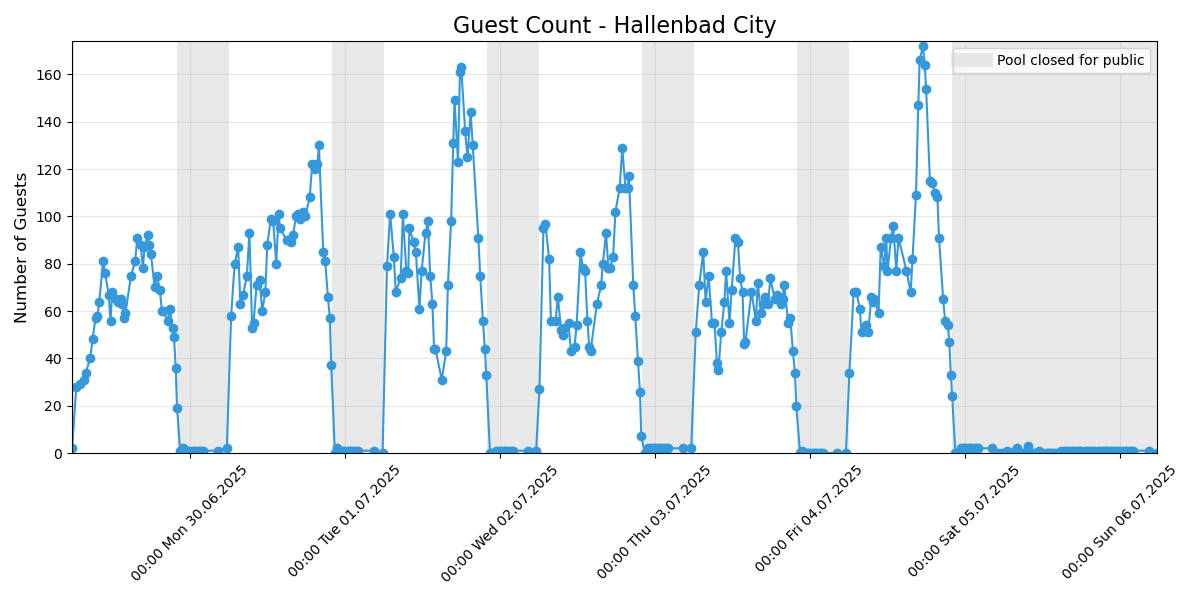 Guest Count - Hallenbad City
Pool closed for public
Number of Guests
160
140
120
100
80
60
40
20
0
00:00 Mon 30.06.2025
00:00 Tue 01.07.2025
00:00 Wed 02.07.2025
00:00 Thu 03.07.2025
00:00 Fri 04.07.2025
00:00 Sat 05.07.2025
00:00 Sun 06.07.2025